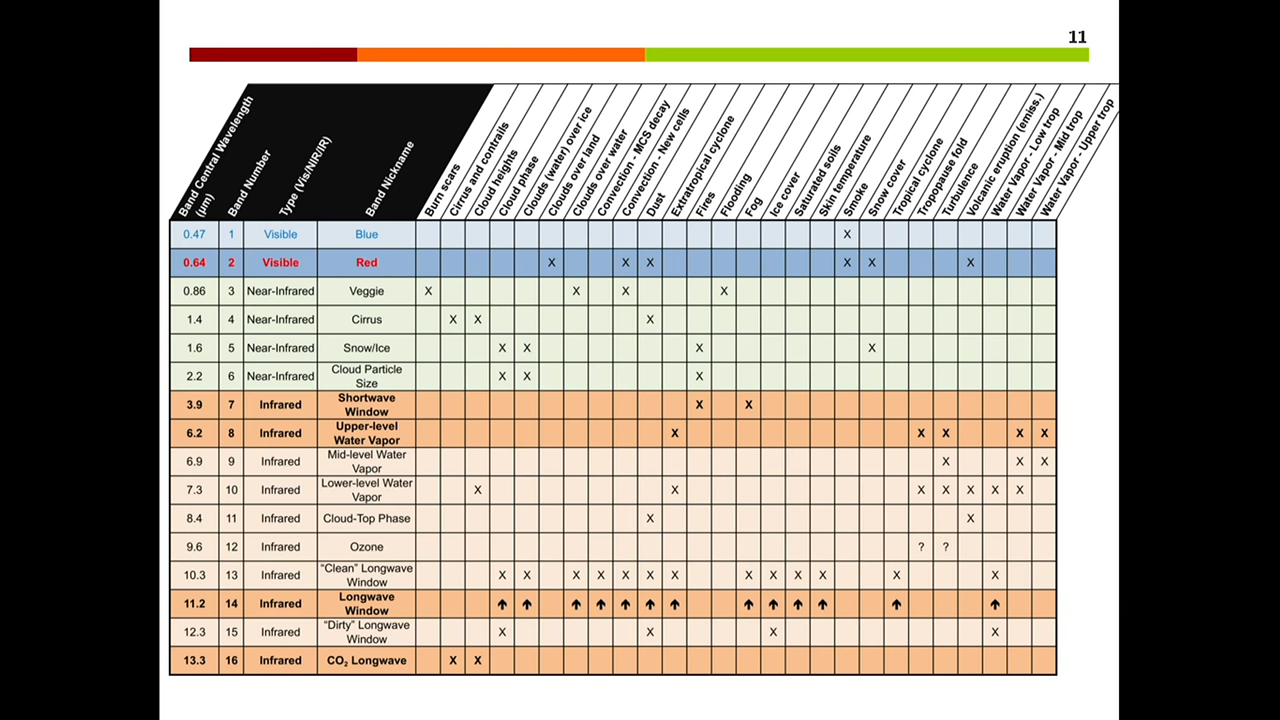 11
Band Central Wavelength
(µm)
Band Number
Type (Vis/NIR/IR)
Band Nickname
Burn scars
Cirrus and contrails
Cloud heights
Cloud phase
Clouds (water) over ice
Clouds over land
Clouds over water
Convection - MCS decay
Convection - New cells
Dust
Extratropical cyclone
Fires
Flooding
Fog
Ice cover
Saturated soils
Skin temperature
Smoke
Snow cover
Tropical cyclone
Tropopause fold
Turbulence
Volcanic eruption (emiss.)
Water Vapor - Low trop
Water Vapor - Mid trop
Water Vapor - Upper trop
0.47 1 Visible Blue X
0.64 2 Visible Red X X X X X X
0.86 3 Near-Infrared Veggie X X X X
1.4 4 Near-Infrared Cirrus X X X
1.6 5 Near-Infrared Snow/Ice X X X X
2.2 6 Near-Infrared Cloud Particle
Size X X X
3.9 7 Infrared Shortwave
Window X X
6.2 8 Infrared Upper-level
Water Vapor X X X X X
6.9 9 Infrared Mid-level Water
Vapor X X X
7.3 10 Infrared Lower-level Water
Vapor X X X X X X X
8.4 11 Infrared Cloud-Top Phase X X
9.6 12 Infrared Ozone ? ?
10.3 13 Infrared "Clean" Longwave
Window X X X X X X X X X X X X X
11.2 14 Infrared Longwave
Window 🡅 🡅 🡅 🡅 🡅 🡅 🡅 🡅 🡅 🡅 🡅 🡅 🡅
12.3 15 Infrared "Dirty" Longwave
Window X X X X
13.3 16 Infrared CO₂ Longwave X X